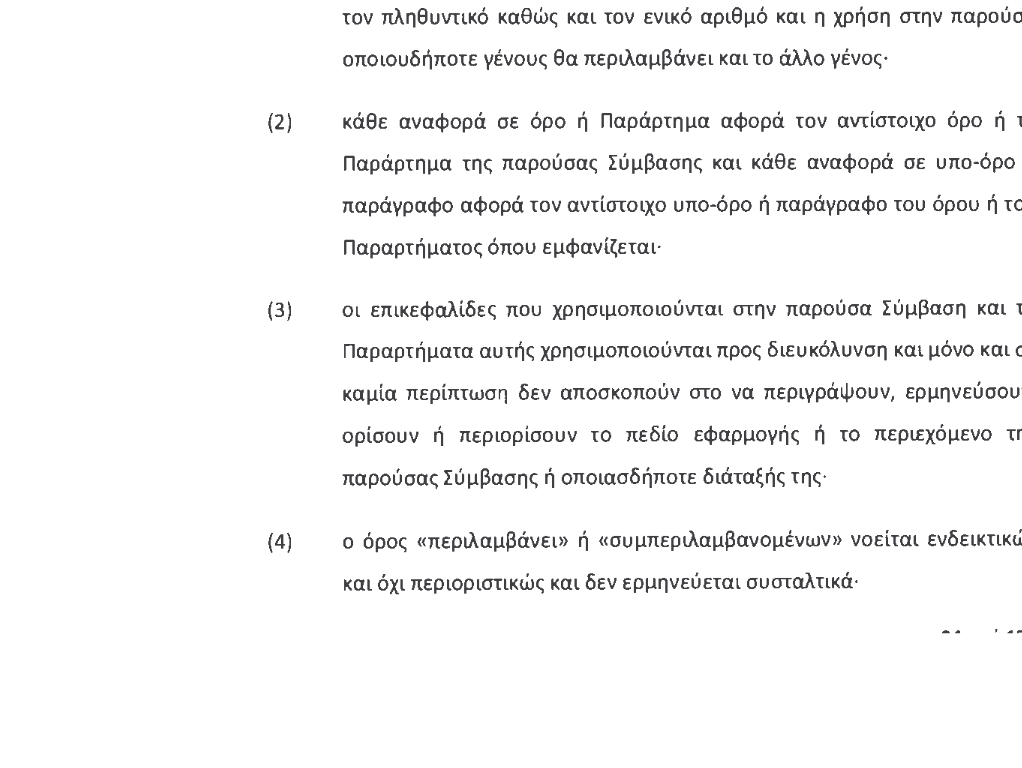 τον πληθυντικό καθώς και τον ενικό αριθμό και η χρήση στην
οποιουδήποτε γένους θα περιλαμβάνει και το άλλο γένος·
(2) κάθε αναφορά σε όρο ή Παράρτημα αφορά τον αντίστοιχο όρο ή
Παράρτημα της παρούσας Σύμβασης και κάθε αναφορά σε υπο-όρο
παράγραφο αφορά τον αντίστοιχο υπο-όρο ή παράγραφο του όρου ή
Παραρτήματος όπου εμφανίζεται·
(3) οι επικεφαλίδες που χρησιμοποιούνται στην παρούσα Σύμβαση και
Παραρτήματα αυτής χρησιμοποιούνται προς διευκόλυνση και μόνο και
καμία περίπτωση δεν αποσκοπούν στο να περιγράψουν,
ορίσουν ή περιορίσουν το πεδίο εφαρμογής ή το περιεχόμενο
παρούσας Σύμβασης ή οποιασδήποτε διάταξής της·
(4) ο όρος «περιλαμβάνει» ή «συμπεριλαμβανομένων» νοείται
και όχι περιοριστικώς και δεν ερμηνεύεται συσταλτικά·